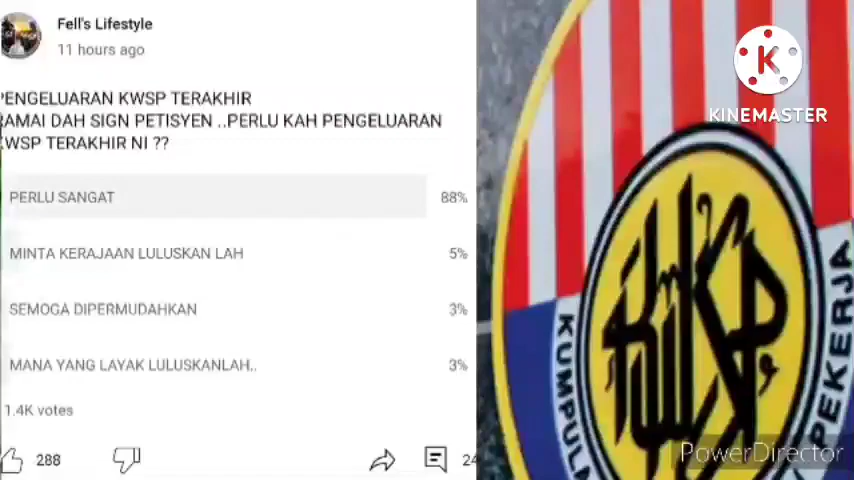 Fell's Lifestyle
11 hours ago
PENGELUARAN KWSP TERAKHIR
RAMAI DAH SIGN PETISYEN ..PERLU KAH PENGELUARAN
KWSP TERAKHIR NI ??
PERLU SANGAT 88%
MINTA KERAJAAN LULUSKAN LAH 5%
SEMOGA DIPERMUDAHKAN 3%
MANA YANG LAYAK LULUSKANLAH.. 3%
1.4K votes
288
24
KINEMASTER
KUMPULA
KWSP
PEKERJA
PowerDirector